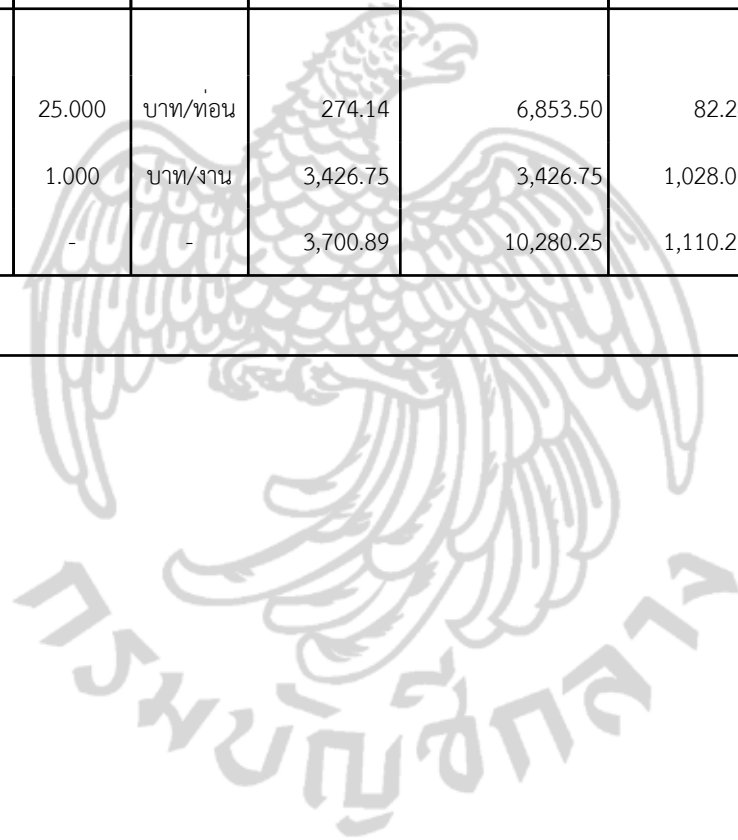 25.000 บาท/ท่อน 274.14 6,853.50 82.2
1.000 บาท/งาน 3,426.75 3,426.75 1,028.0
- - 3,700.89 10,280.25 1,110.2
กรมบัญชีกลาง